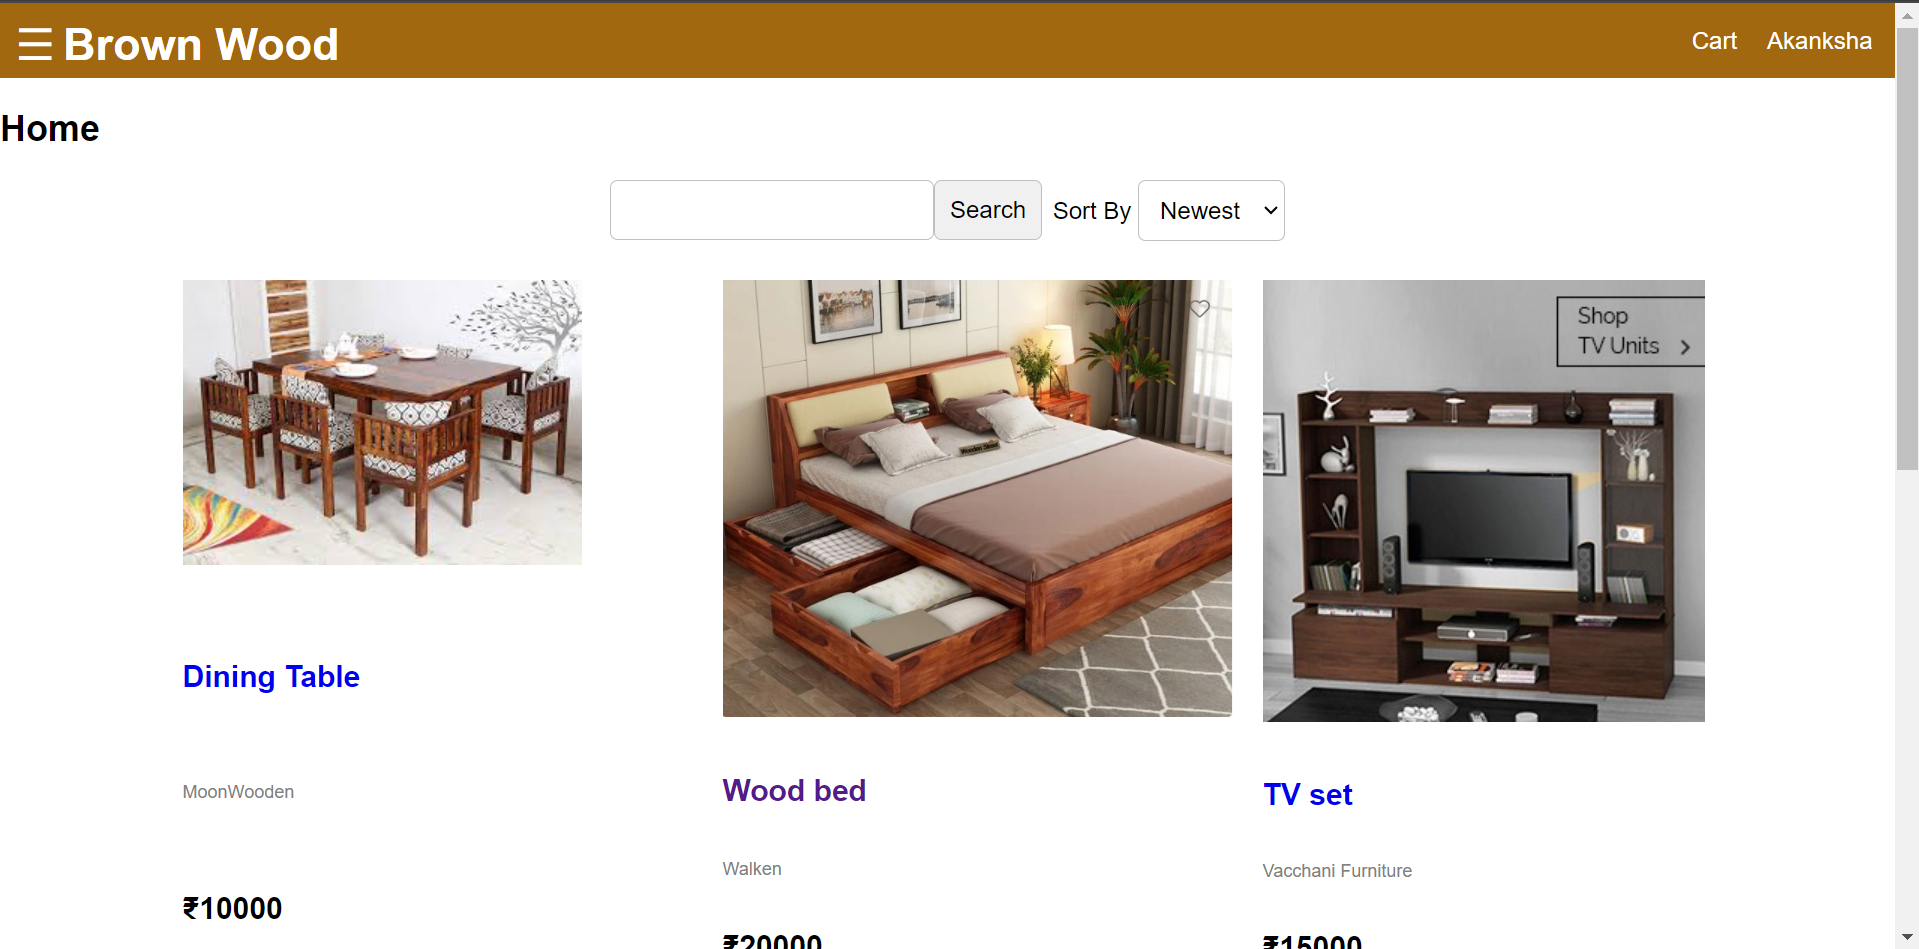 ☰ Brown Wood
Cart Akanksha
Home
Search Sort By Newest
Shop
TV Units >
Dining Table
MoonWooden
₹10000
Wood bed
Walken
₹20000
TV set
Vacchani Furniture
₹15000